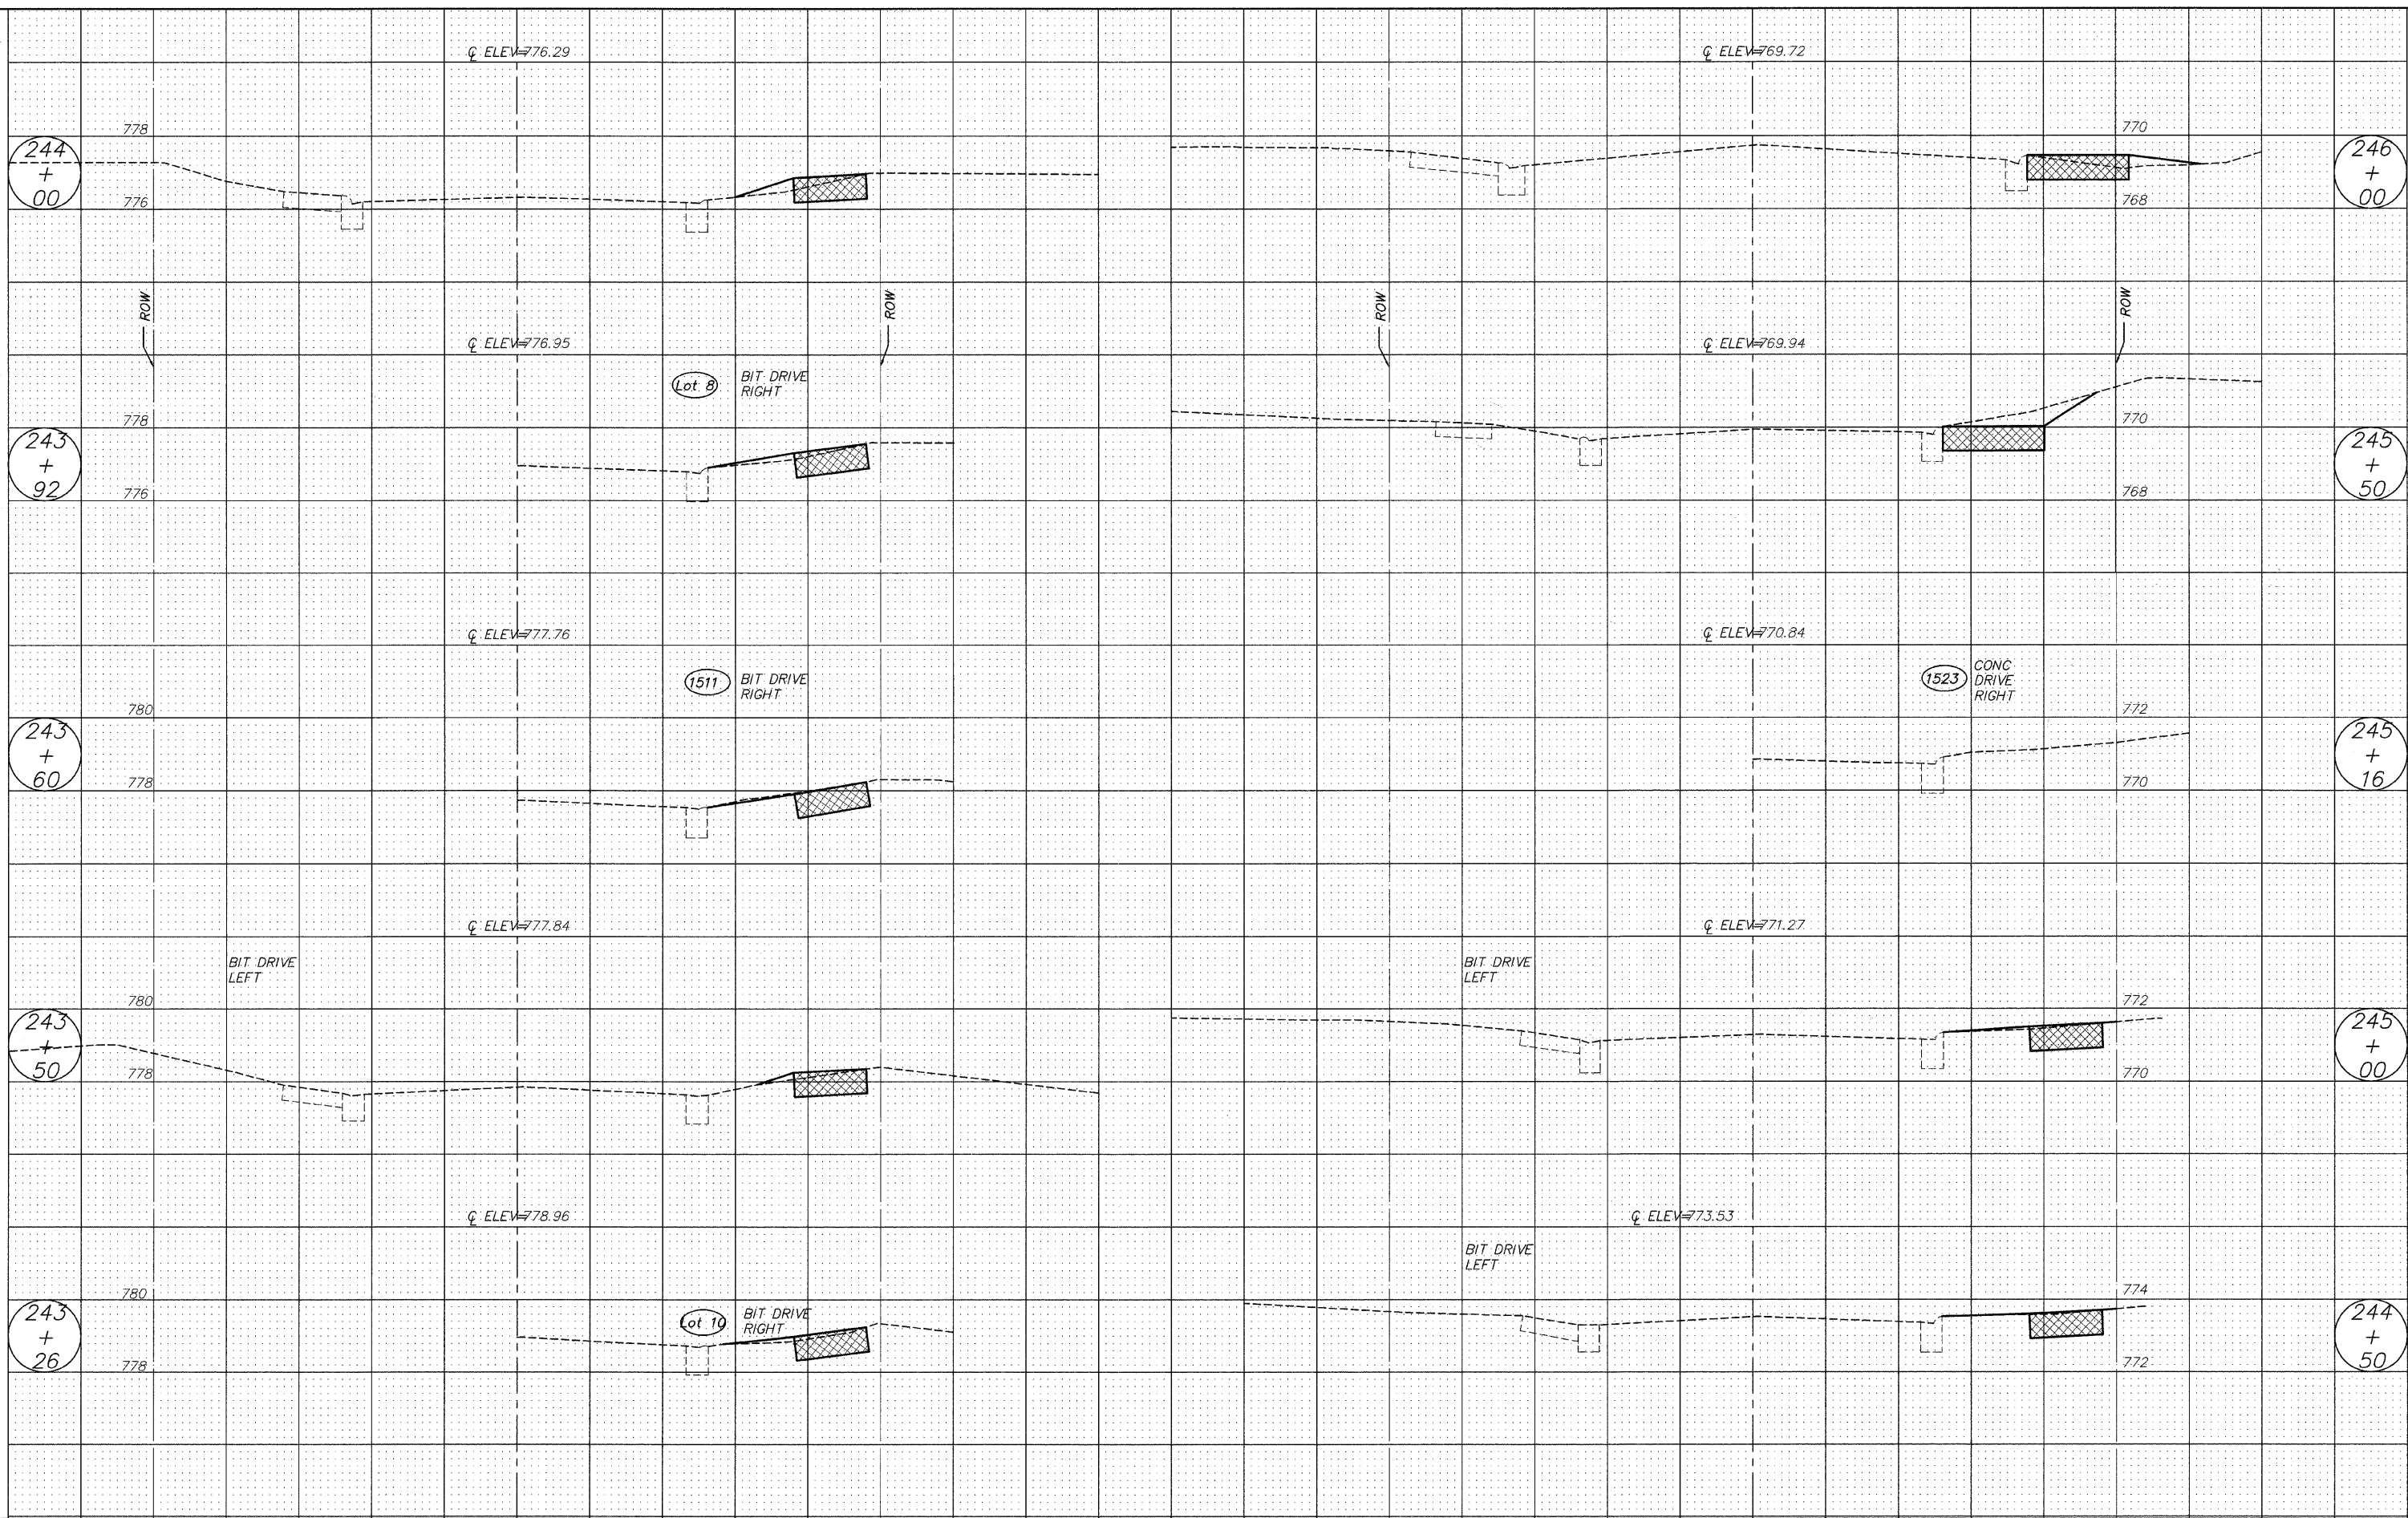 ℄ ELEV=776.29
778
244
+
00
776
ROW
ROW
℄ ELEV=776.95
Lot 8
BIT DRIVE
RIGHT
778
243
+
92
776
℄ ELEV=777.76
1511
BIT DRIVE
RIGHT
780
243
+
60
778
℄ ELEV=777.84
BIT DRIVE
LEFT
780
243
+
50
778
℄ ELEV=778.96
780
Lot 10
BIT DRIVE
RIGHT
243
+
26
778
℄ ELEV=769.72
770
246
+
00
768
ROW
ROW
℄ ELEV=769.94
770
245
+
50
768
℄ ELEV=770.84
1523
CONC
DRIVE
RIGHT
772
245
+
16
770
℄ ELEV=771.27
BIT DRIVE
LEFT
772
245
+
00
770
℄ ELEV=773.53
BIT DRIVE
LEFT
774
244
+
50
772